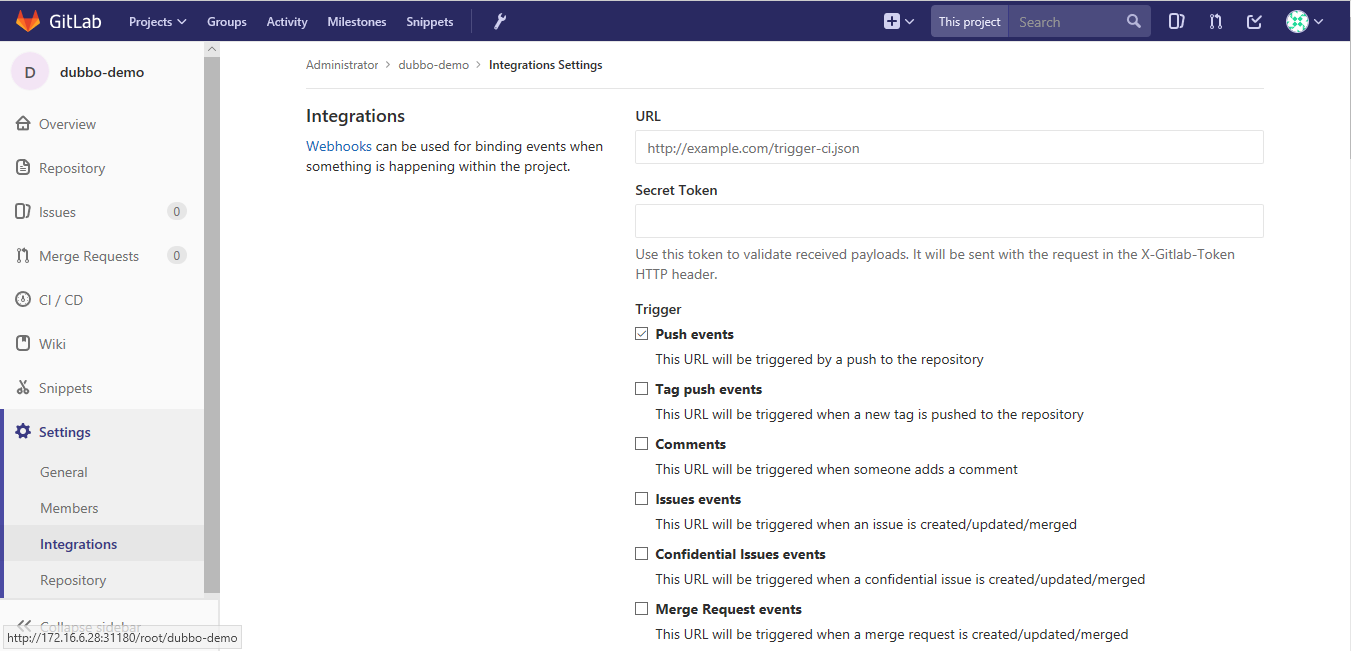 GitLab Projects Groups Activity Milestones Snippets This project Search
D dubbo-demo
Overview
Repository
Issues 0
Merge Requests 0
CI / CD
Wiki
Snippets
Settings
General
Members
Integrations
Repository
Collapse sidebar
http://172.16.6.28:31180/root/dubbo-demo
Administrator > dubbo-demo > Integrations Settings
Integrations
Webhooks can be used for binding events when
something is happening within the project.
URL
http://example.com/trigger-ci.json
Secret Token
Use this token to validate received payloads. It will be sent with the request in the X-Gitlab-Token
HTTP header.
Trigger
Push events
This URL will be triggered by a push to the repository
Tag push events
This URL will be triggered when a new tag is pushed to the repository
Comments
This URL will be triggered when someone adds a comment
Issues events
This URL will be triggered when an issue is created/updated/merged
Confidential Issues events
This URL will be triggered when a confidential issue is created/updated/merged
Merge Request events
This URL will be triggered when a merge request is created/updated/merged